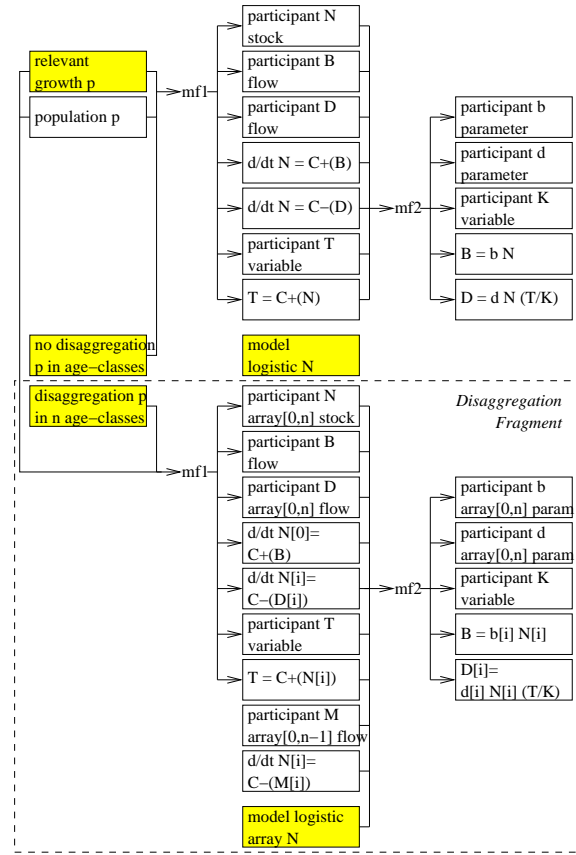 participant N
stock
relevant
growth p
participant B
flow
mf1
population p
participant D
flow
participant b
parameter
d/dt N = C+(B)
participant d
parameter
d/dt N = C−(D)
mf2
participant K
variable
participant T
variable
B = b N
T = C+(N)
D = d N (T/K)
no disaggregation
p in age−classes
model
logistic N
disaggregation p
in n age−classes
participant N
array[0,n] stock
Disaggregation
Fragment
participant B
flow
mf1
participant D
array[0,n] flow
participant b
array[0,n] param
d/dt N[0]=
C+(B)
participant d
array[0,n] param
d/dt N[i]=
C−(D[i])
mf2
participant K
variable
participant T
variable
B = b[i] N[i]
T = C+(N[i])
D[i]=
d[i] N[i] (T/K)
participant M
array[0,n−1] flow
d/dt N[i]=
C−(M[i])
model logistic
array N